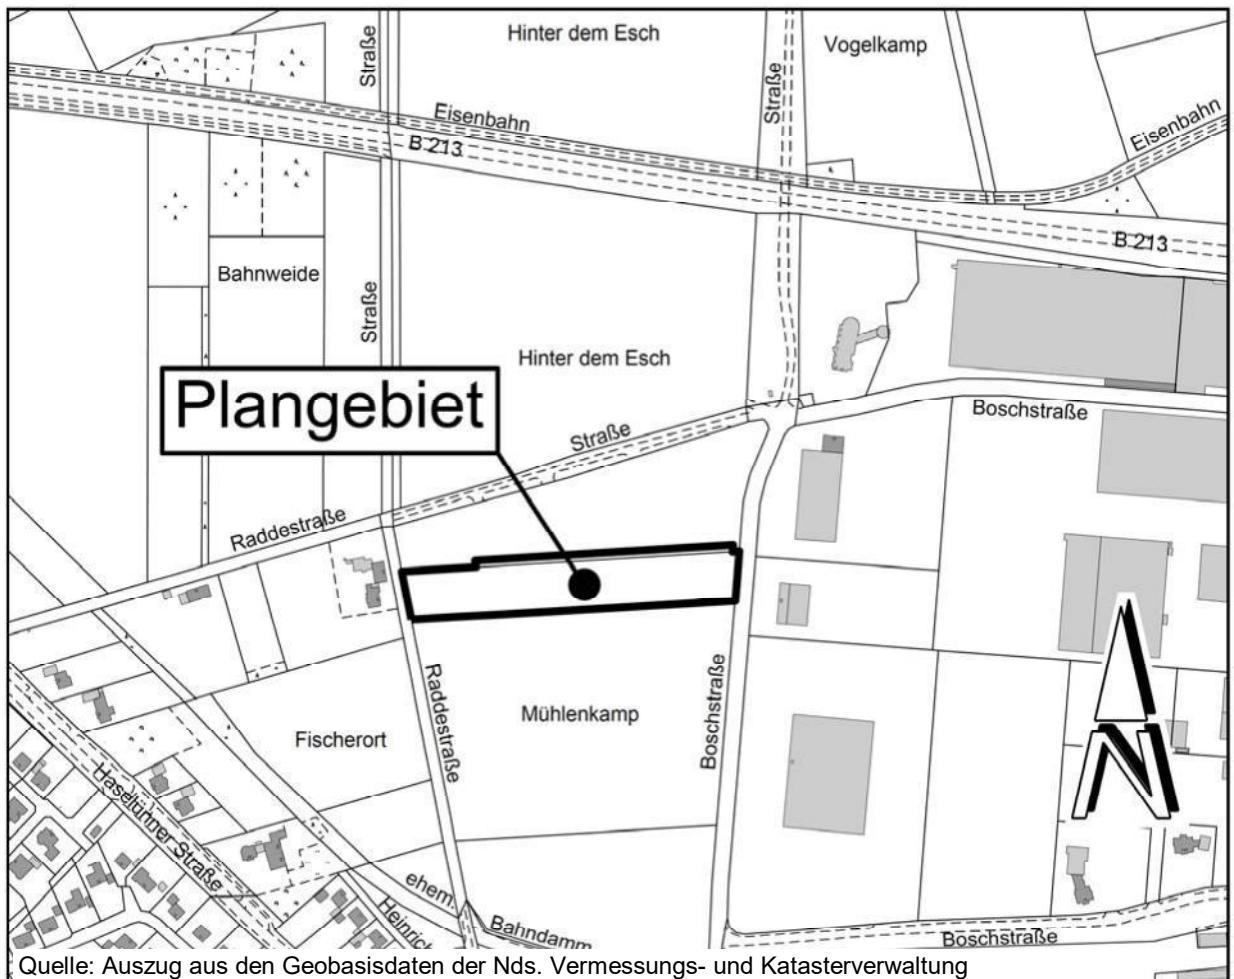 Hinter dem Esch
Vogelkamp
Straße
Straße
Eisenbahn
Eisenbahn
B 213
B 213
Bahnweide
Straße
Hinter dem Esch
Plangebiet
Straße
Boschstraße
Raddestraße
Raddestraße
Mühlenkamp
Boschstraße
Fischerort
Haselünner Straße
N
ehem.
Bahndamm
Heinrich
Boschstraße
Quelle: Auszug aus den Geobasisdaten der Nds. Vermessungs- und Katasterverwaltung